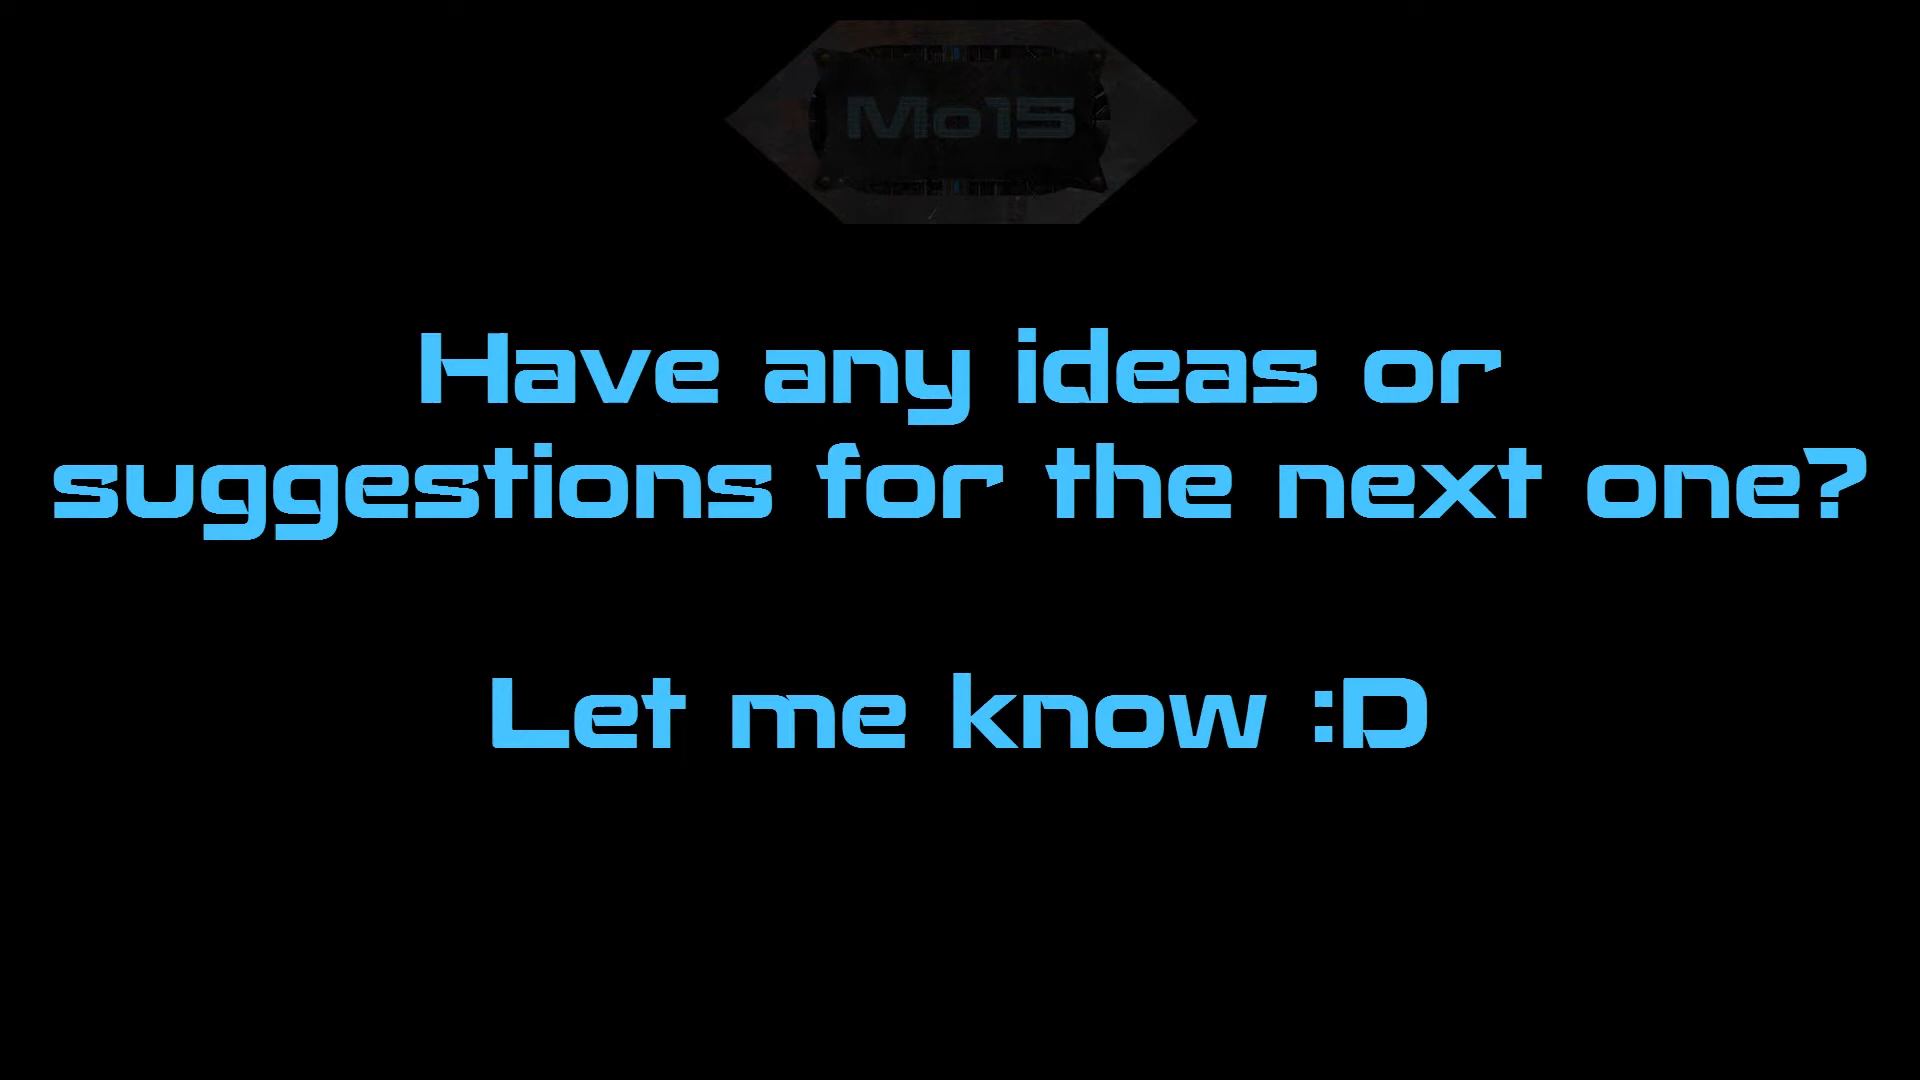 Mo15
Have any ideas or
suggestions for the next one?
Let me know :D